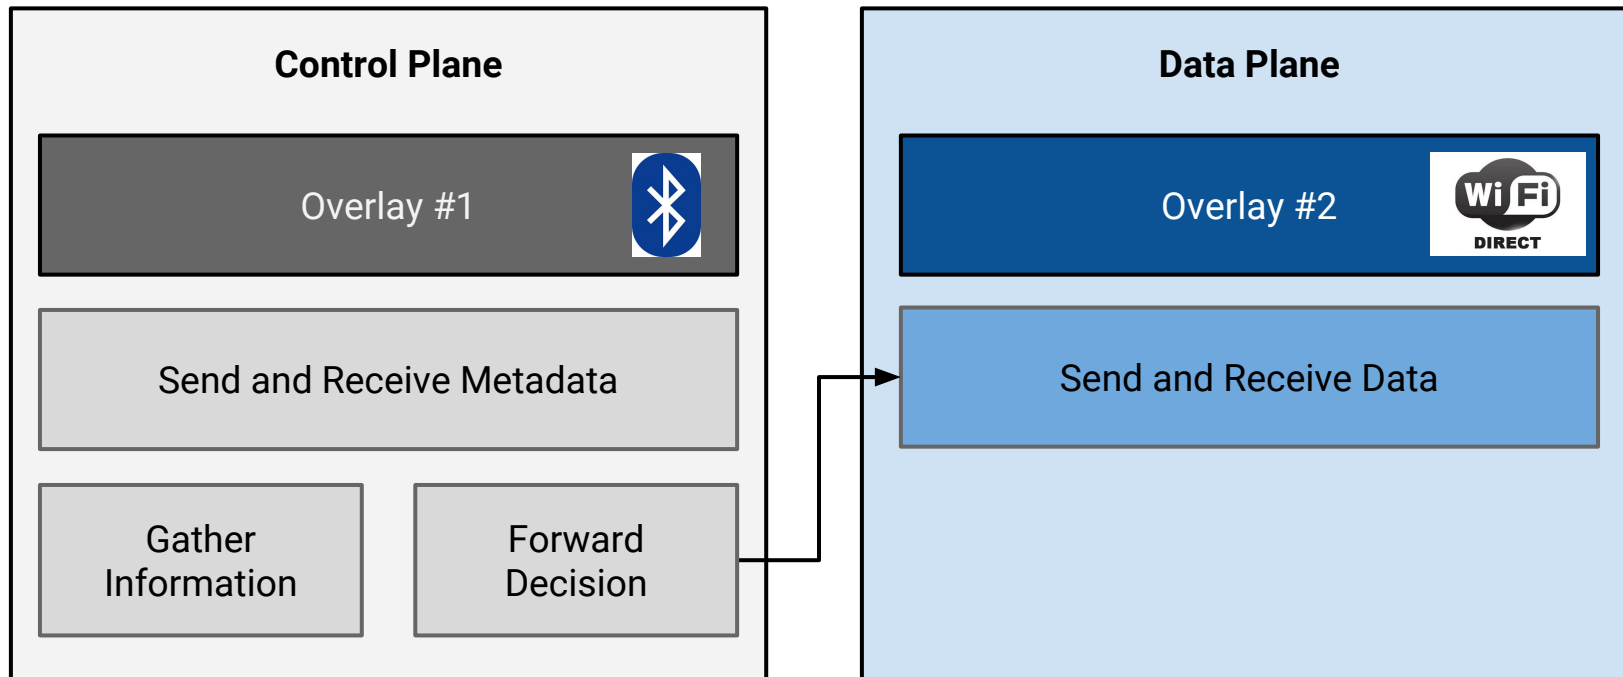 Control Plane
Overlay #1
Send and Receive Metadata
Gather
Information
Forward
Decision
Data Plane
Overlay #2
Wi Fi
DIRECT
Send and Receive Data